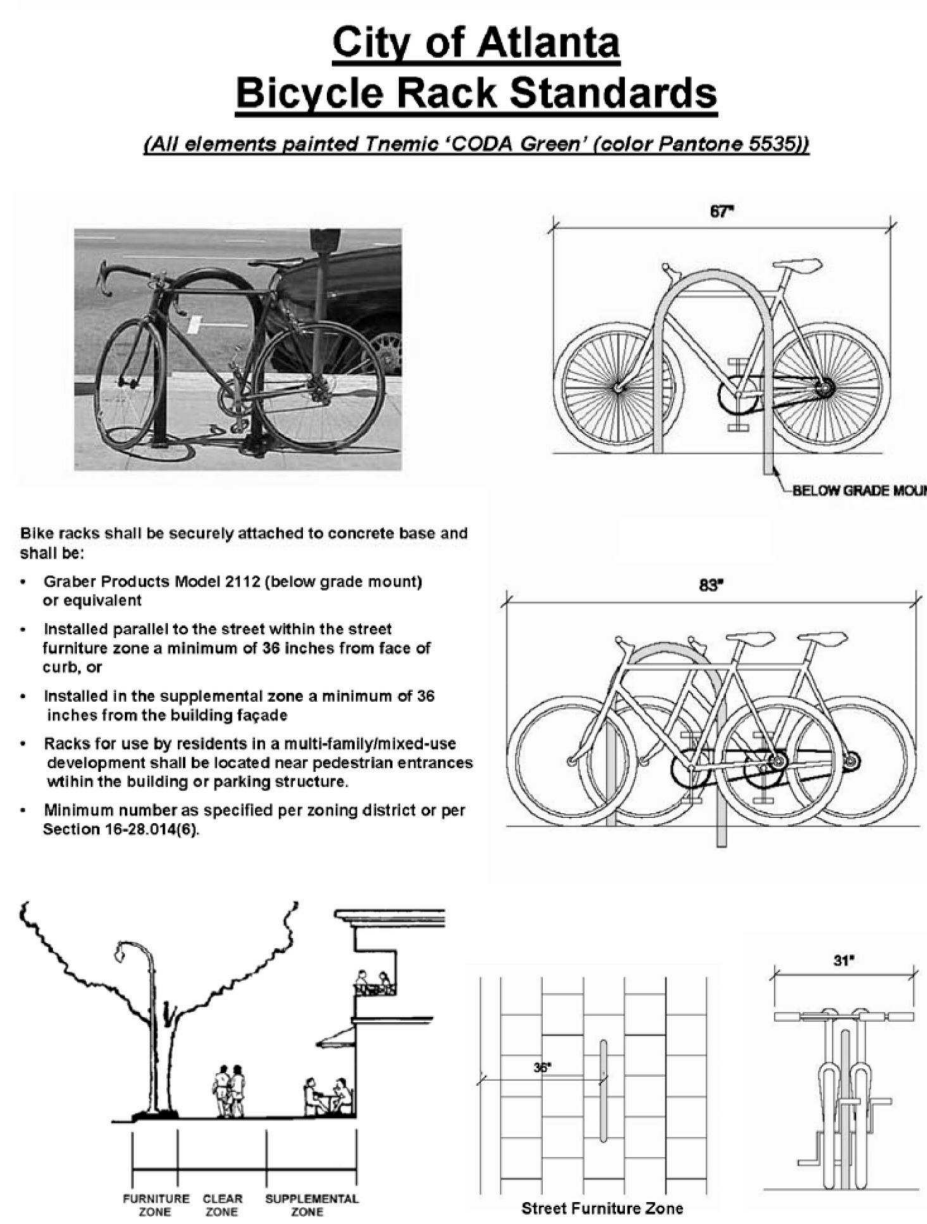 City of Atlanta
Bicycle Rack Standards
(All elements painted Tnemic ‘CODA Green’ (color Pantone 5535))
67"
BELOW GRADE MOUN
Bike racks shall be securely attached to concrete base and
shall be:
• Graber Products Model 2112 (below grade mount)
or equivalent
• Installed parallel to the street within the street
furniture zone a minimum of 36 inches from face of
curb, or
• Installed in the supplemental zone a minimum of 36
inches from the building façade
• Racks for use by residents in a multi-family/mixed-use
development shall be located near pedestrian entrances
wtihin the building or parking structure.
• Minimum number as specified per zoning district or per
Section 16-28.014(6).
83"
FURNITURE ZONE
CLEAR ZONE
SUPPLEMENTAL ZONE
36"
Street Furniture Zone
31"